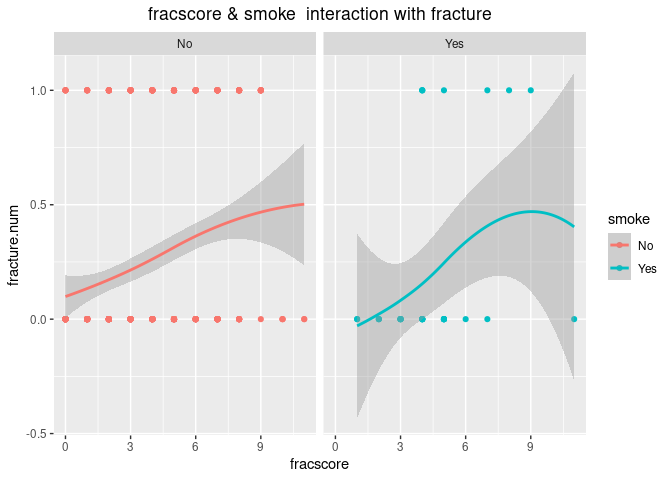 fracscore & smoke  interaction with fracture
No
Yes
1.0
0.5
0.0
-0.5
fracture.num
0
3
6
9
0
3
6
9
fracscore
smoke
No
Yes